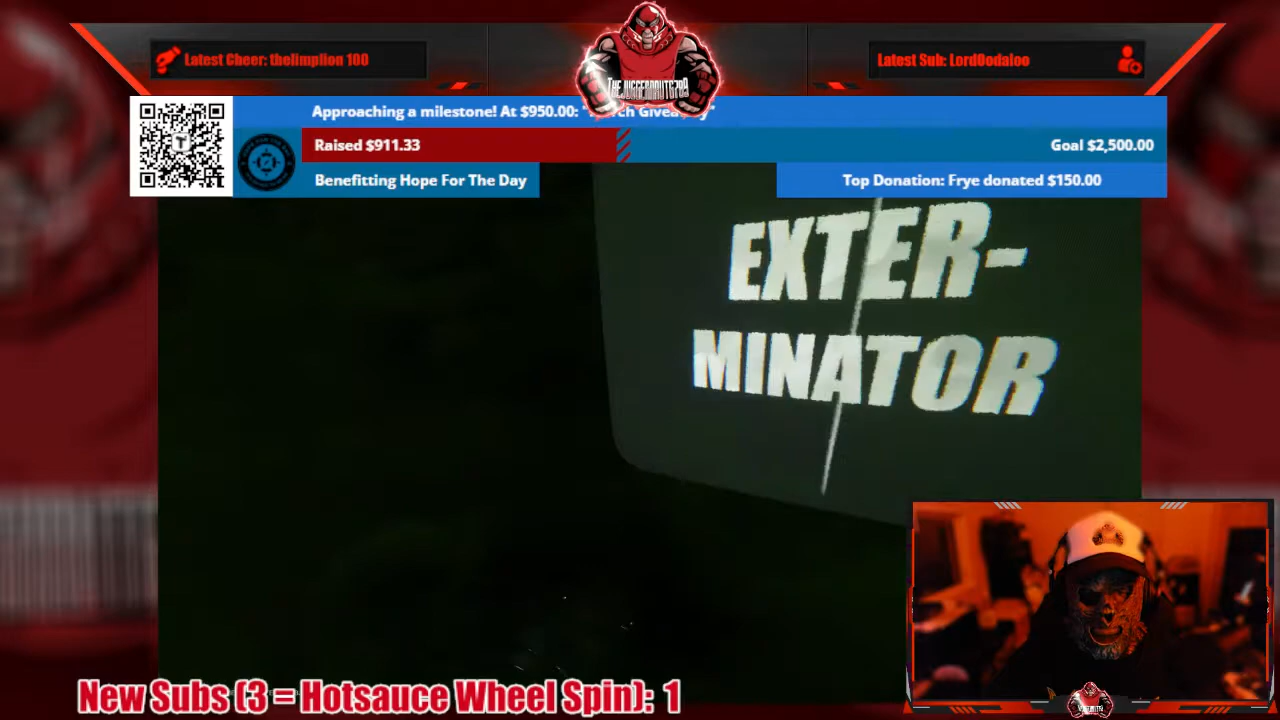 Latest Cheer: thelimplion 100
THEJUGGERNAUT6789
Latest Sub: LordOodaloo
Approaching a milestone! At $950.00:
Raised $911.33
Goal $2,500.00
Benefitting Hope For The Day
Top Donation: Frye donated $150.00
EXTER-
MINATOR
New Subs (3 = Hotsauce Wheel Spin): 1